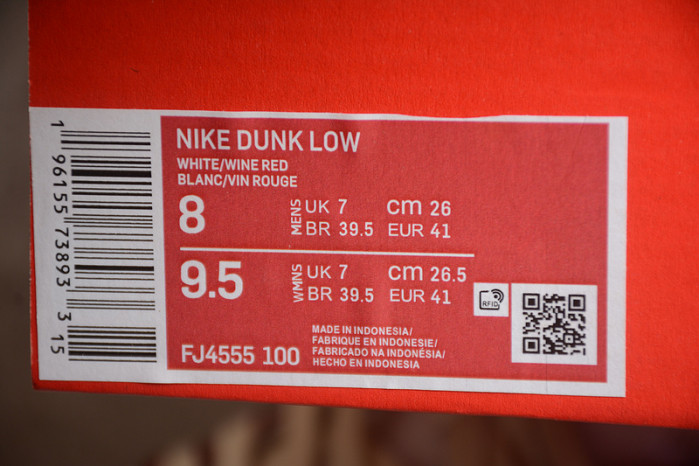 1 96155 73893 315
NIKE DUNK LOW
WHITE/WINE RED
BLANC/VIN ROUGE
8 MENS UK 7 cm 26
BR 39.5 EUR 41
9.5 WMNS UK 7 cm 26.5
BR 39.5 EUR 41
RFID
MADE IN INDONESIA/
FABRIQUE EN INDONESIE/
FABRICADO NA INDONÉSIA/
HECHO EN INDONESIA
FJ4555 100